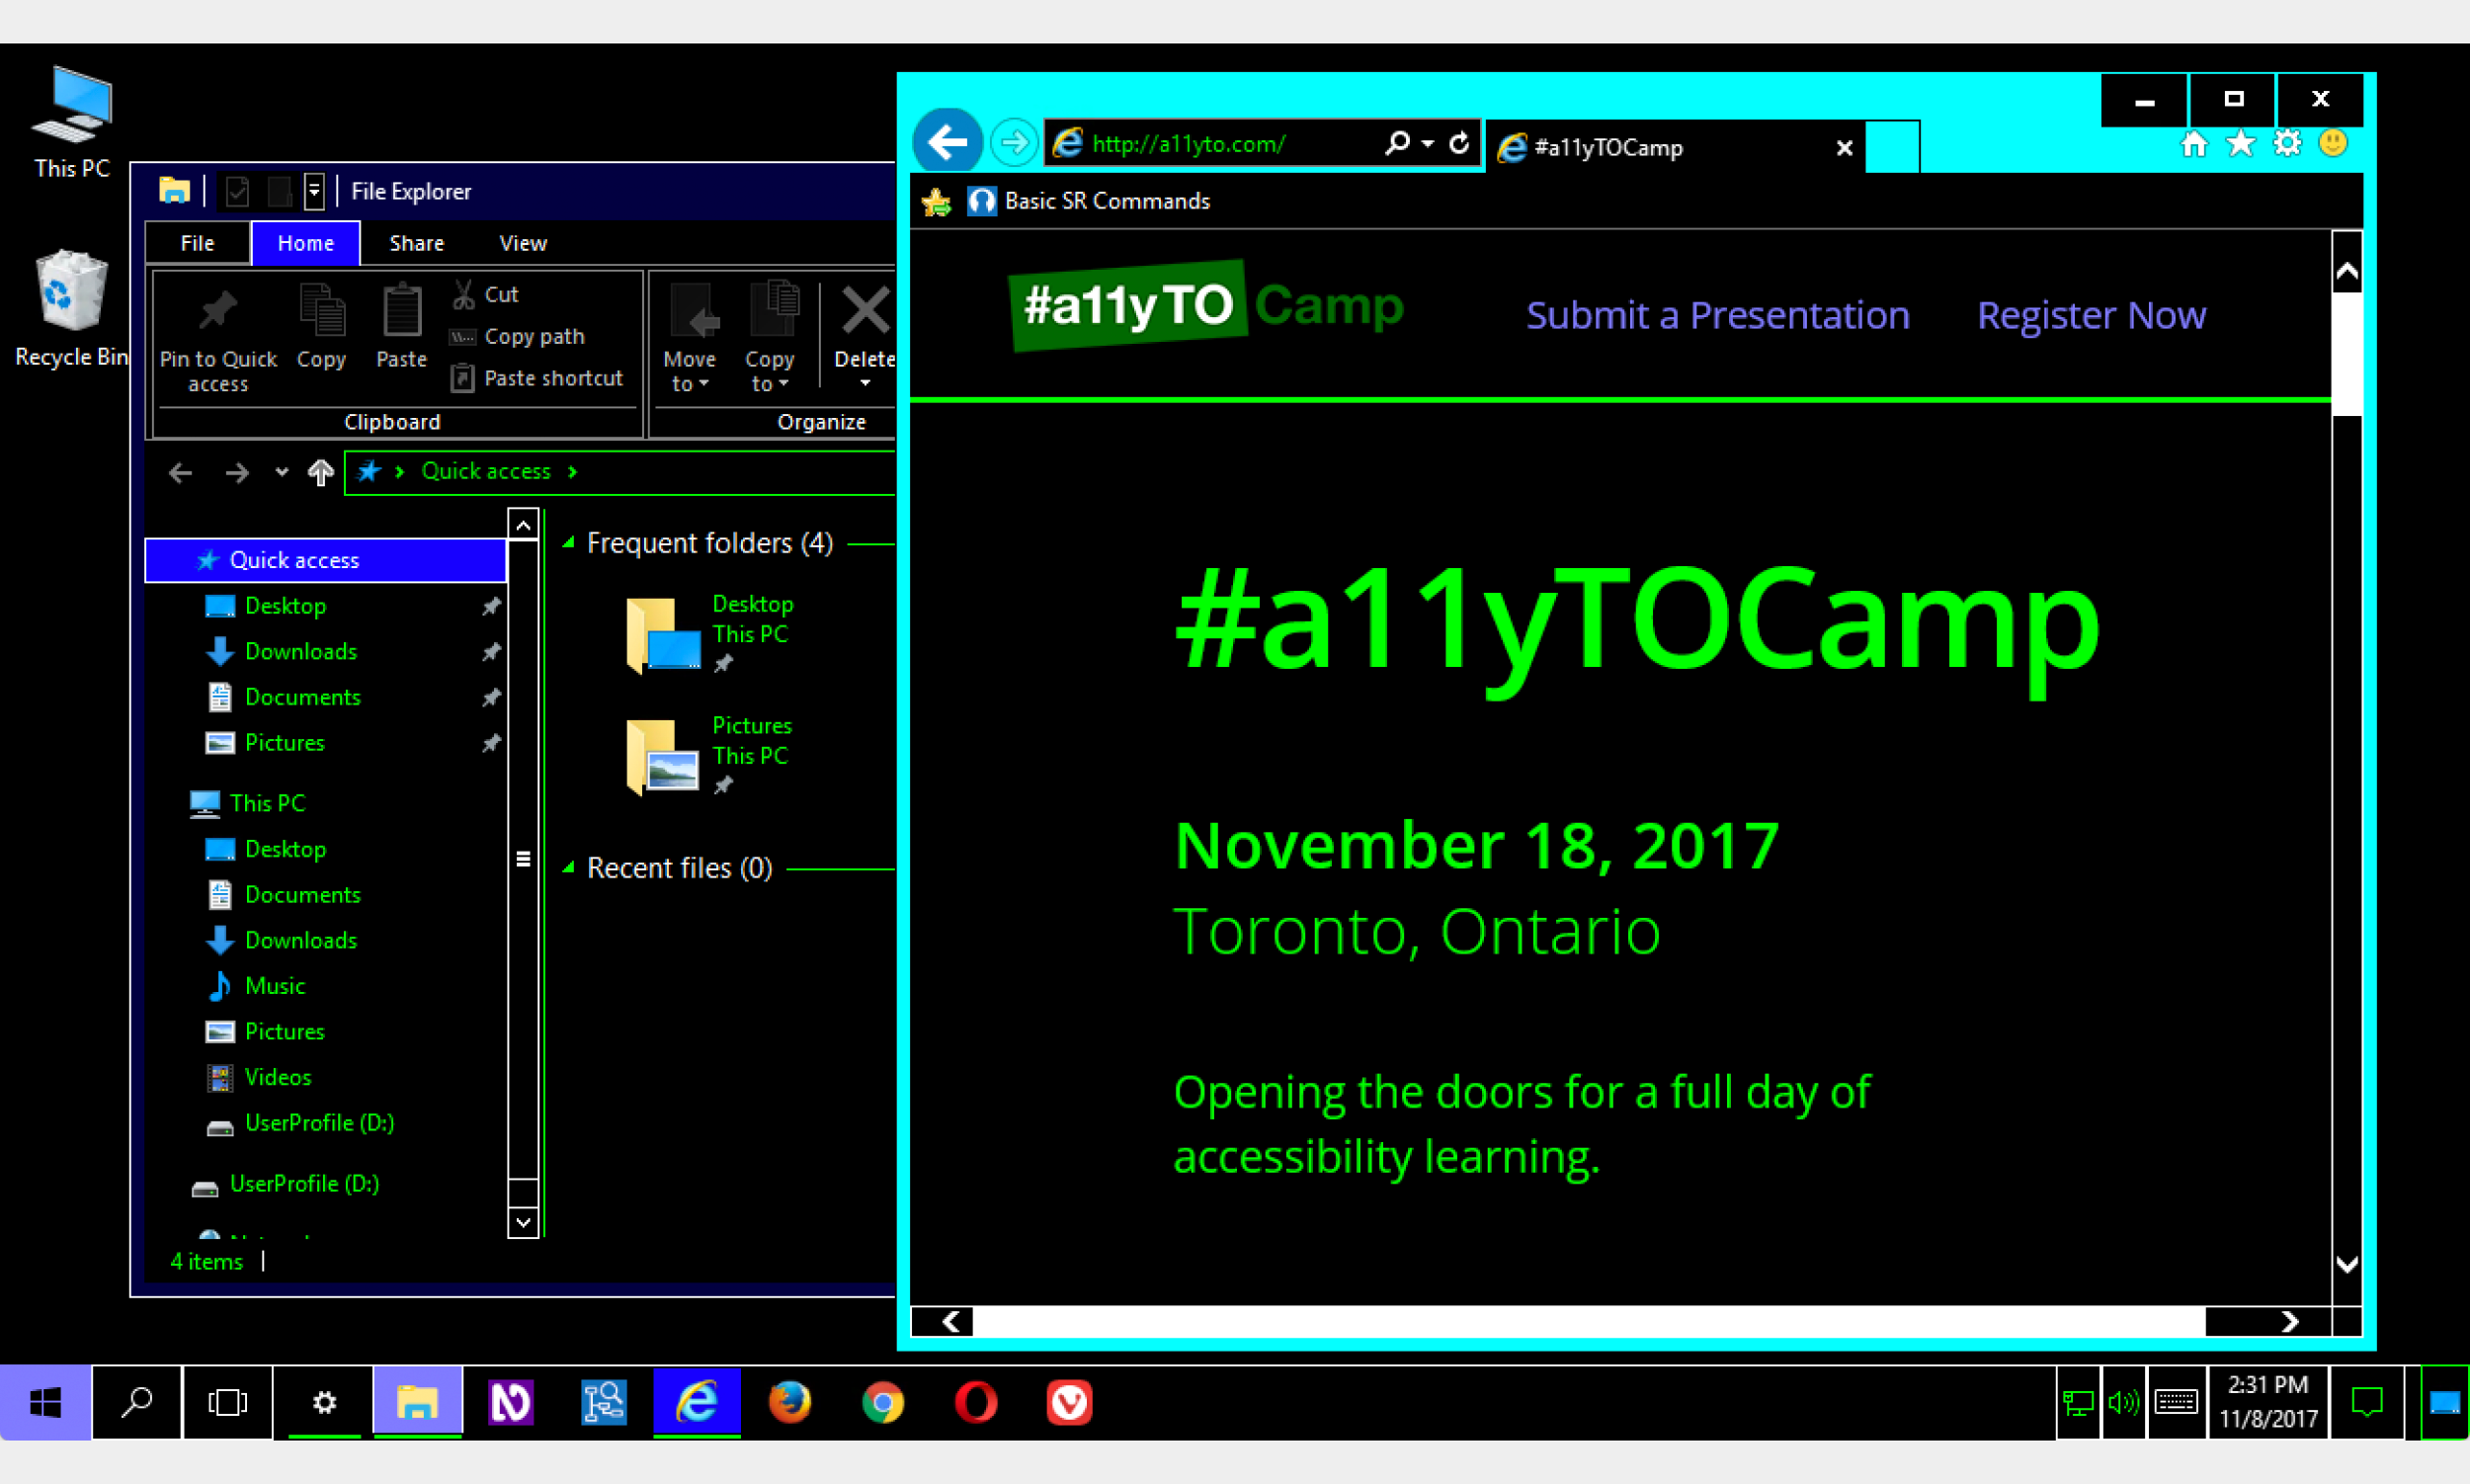 This PC
Recycle Bin
File Explorer
File Home Share View
Pin to Quick access
Copy
Paste
Cut
Copy path
Paste shortcut
Clipboard
Move to
Copy to
Delete
Organize
Quick access
Quick access
Desktop
Downloads
Documents
Pictures
This PC
Desktop
Documents
Downloads
Music
Pictures
Videos
UserProfile (D:)
UserProfile (D:)
4 items
Frequent folders (4)
Desktop
This PC
Pictures
This PC
Recent files (0)
http://a11yto.com/
#a11yTOCamp
Basic SR Commands
#a11yTO Camp
Submit a Presentation
Register Now
#a11yTOCamp
November 18, 2017
Toronto, Ontario
Opening the doors for a full day of
accessibility learning.
2:31 PM
11/8/2017